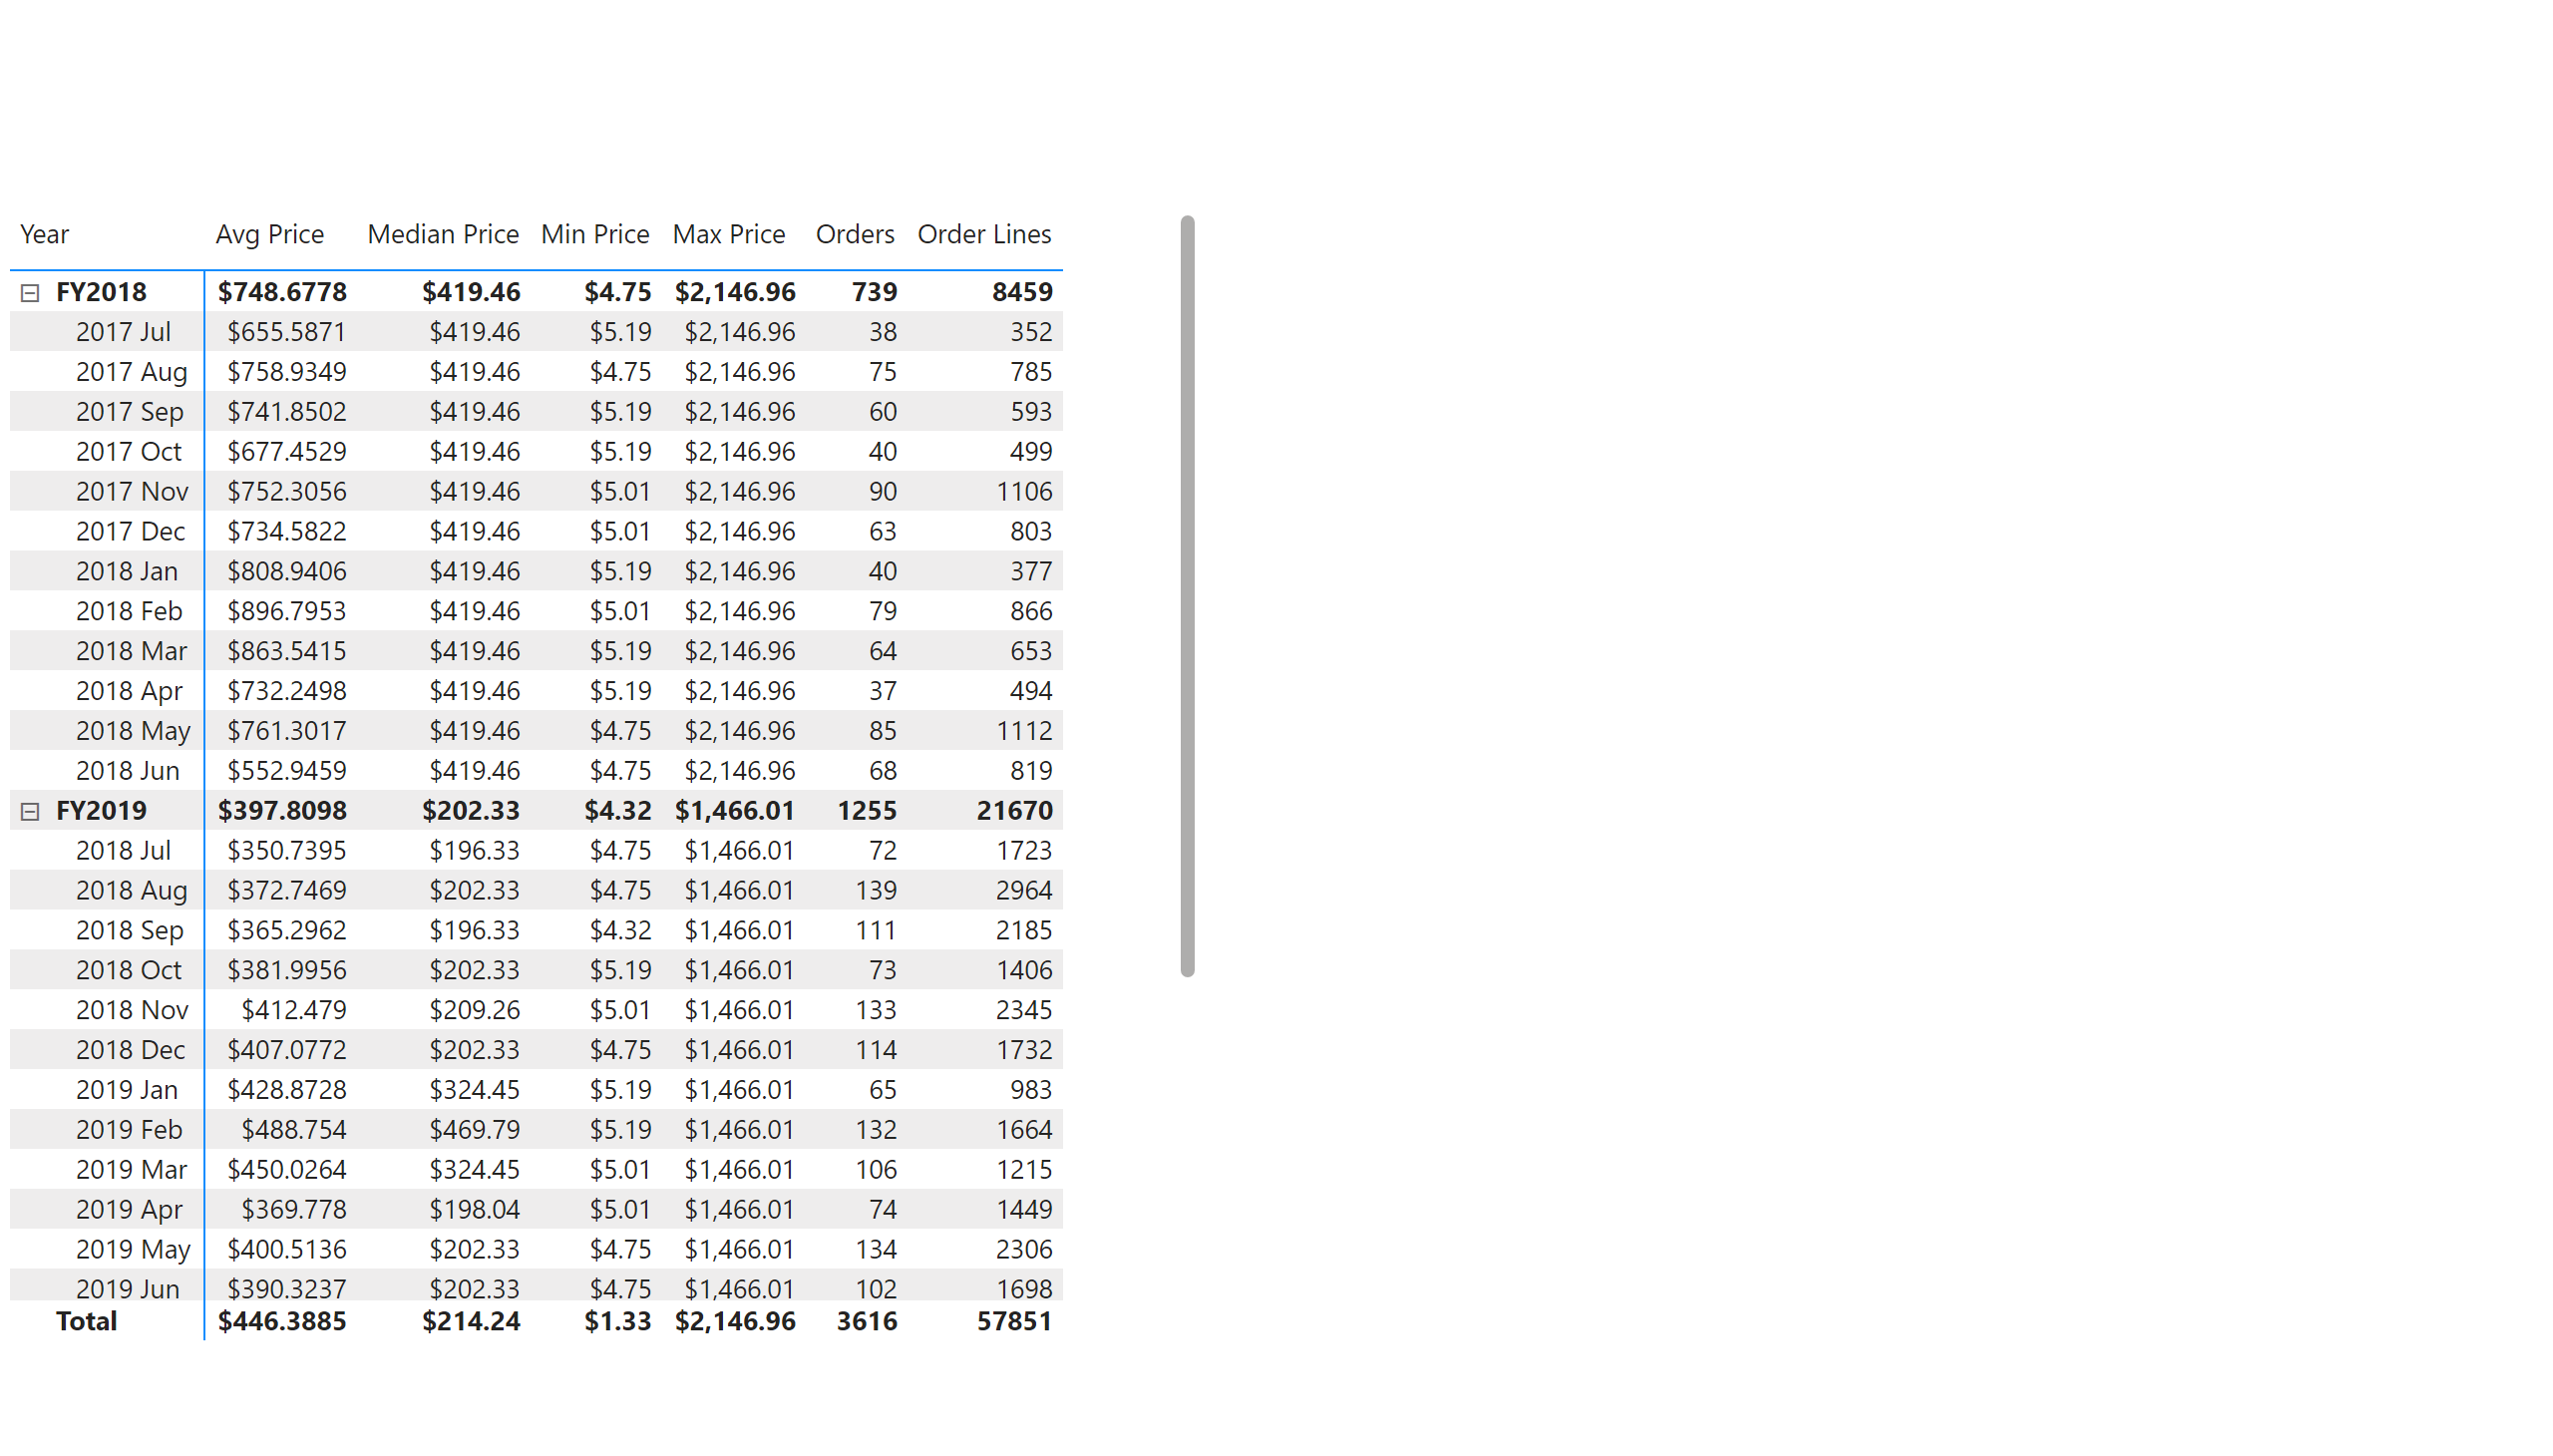 Year Avg Price Median Price Min Price Max Price Orders Order Lines
FY2018 $748.6778 $419.46 $4.75 $2,146.96 739 8459
2017 Jul $655.5871 $419.46 $5.19 $2,146.96 38 352
2017 Aug $758.9349 $419.46 $4.75 $2,146.96 75 785
2017 Sep $741.8502 $419.46 $5.19 $2,146.96 60 593
2017 Oct $677.4529 $419.46 $5.19 $2,146.96 40 499
2017 Nov $752.3056 $419.46 $5.01 $2,146.96 90 1106
2017 Dec $734.5822 $419.46 $5.01 $2,146.96 63 803
2018 Jan $808.9406 $419.46 $5.19 $2,146.96 40 377
2018 Feb $896.7953 $419.46 $5.01 $2,146.96 79 866
2018 Mar $863.5415 $419.46 $5.19 $2,146.96 64 653
2018 Apr $732.2498 $419.46 $5.19 $2,146.96 37 494
2018 May $761.3017 $419.46 $4.75 $2,146.96 85 1112
2018 Jun $552.9459 $419.46 $4.75 $2,146.96 68 819
FY2019 $397.8098 $202.33 $4.32 $1,466.01 1255 21670
2018 Jul $350.7395 $196.33 $4.75 $1,466.01 72 1723
2018 Aug $372.7469 $202.33 $4.75 $1,466.01 139 2964
2018 Sep $365.2962 $196.33 $4.32 $1,466.01 111 2185
2018 Oct $381.9956 $202.33 $5.19 $1,466.01 73 1406
2018 Nov $412.479 $209.26 $5.01 $1,466.01 133 2345
2018 Dec $407.0772 $202.33 $4.75 $1,466.01 114 1732
2019 Jan $428.8728 $324.45 $5.19 $1,466.01 65 983
2019 Feb $488.754 $469.79 $5.19 $1,466.01 132 1664
2019 Mar $450.0264 $324.45 $5.01 $1,466.01 106 1215
2019 Apr $369.778 $198.04 $5.01 $1,466.01 74 1449
2019 May $400.5136 $202.33 $4.75 $1,466.01 134 2306
2019 Jun $390.3237 $202.33 $4.75 $1,466.01 102 1698
Total $446.3885 $214.24 $1.33 $2,146.96 3616 57851